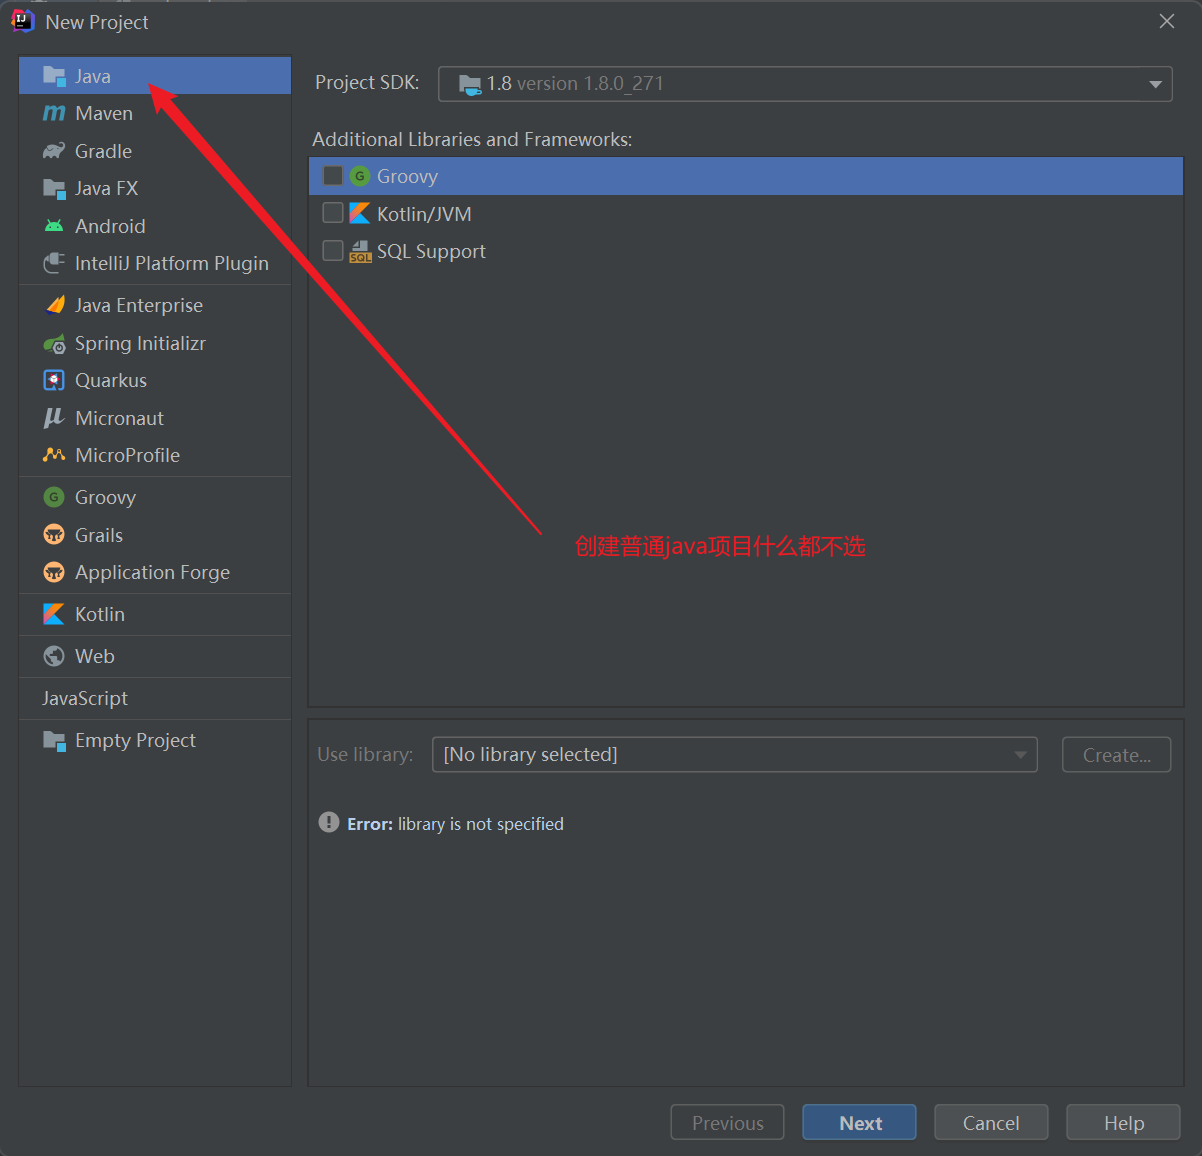 New Project
Java
Maven
Gradle
Java FX
Android
IntelliJ Platform Plugin
Java Enterprise
Spring Initializr
Quarkus
Micronaut
MicroProfile
Groovy
Grails
Application Forge
Kotlin
Web
JavaScript
Empty Project
Project SDK: 1.8 version 1.8.0_271
Additional Libraries and Frameworks:
Groovy
Kotlin/JVM
SQL Support
创建普通java项目什么都不选
Use library: [No library selected] Create...
Error: library is not specified
Previous Next Cancel Help